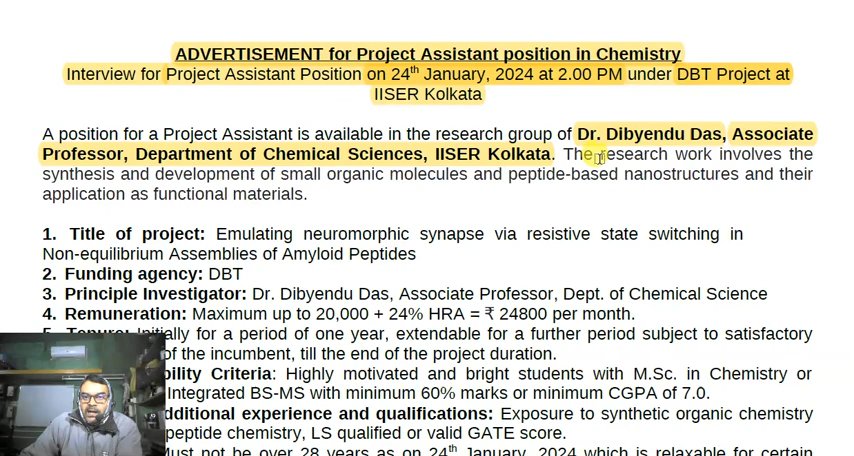 ADVERTISEMENT for Project Assistant position in Chemistry
Interview for Project Assistant Position on 24th January, 2024 at 2.00 PM under DBT Project at
IISER Kolkata
A position for a Project Assistant is available in the research group of Dr. Dibyendu Das, Associate
Professor, Department of Chemical Sciences, IISER Kolkata. The research work involves the
synthesis and development of small organic molecules and peptide-based nanostructures and their
application as functional materials.
1. Title of project: Emulating neuromorphic synapse via resistive state switching in
Non-equilibrium Assemblies of Amyloid Peptides
2. Funding agency: DBT
3. Principle Investigator: Dr. Dibyendu Das, Associate Professor, Dept. of Chemical Science
4. Remuneration: Maximum up to 20,000 + 24% HRA = ₹ 24800 per month.
5. Tenure: Initially for a period of one year, extendable for a further period subject to satisfactory
of the incumbent, till the end of the project duration.
bility Criteria: Highly motivated and bright students with M.Sc. in Chemistry or
Integrated BS-MS with minimum 60% marks or minimum CGPA of 7.0.
dditional experience and qualifications: Exposure to synthetic organic chemistry
peptide chemistry, LS qualified or valid GATE score.
Must not be over 28 years as on 24th January, 2024 which is relaxable for certain